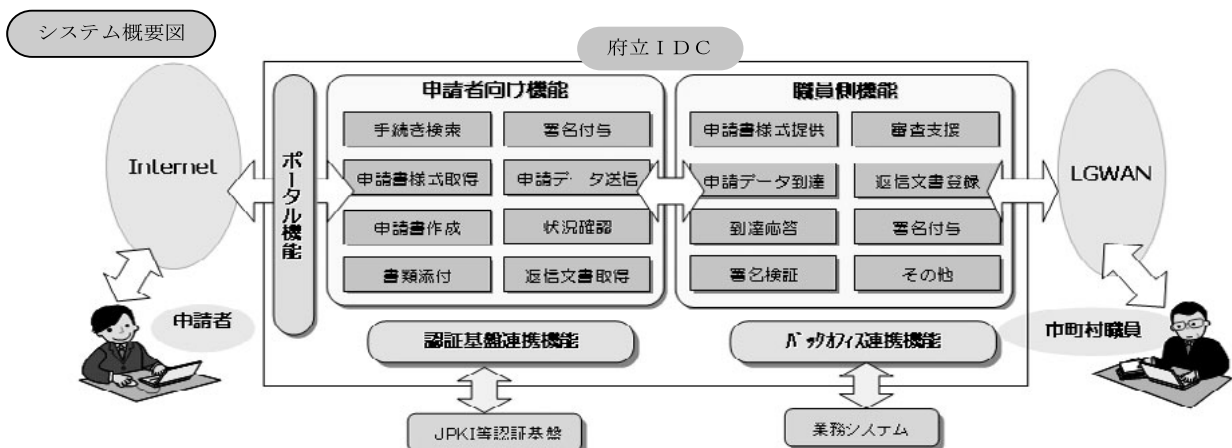 システム概要図
府立ＩＤＣ
Internet
ポータル機能
申請者向け機能
手続き検索
署名付与
申請書様式取得
申請データ送信
申請書作成
状況確認
書類添付
返信文書取得
職員側機能
申請書様式提供
審査支援
申請データ到達
返信文書登録
到達応答
署名付与
署名検証
その他
LGWAN
申請者
認証基盤連携機能
ﾊﾞｯｸｵﾌｨｽ連携機能
市町村職員
JPKI等認証基盤
業務システム